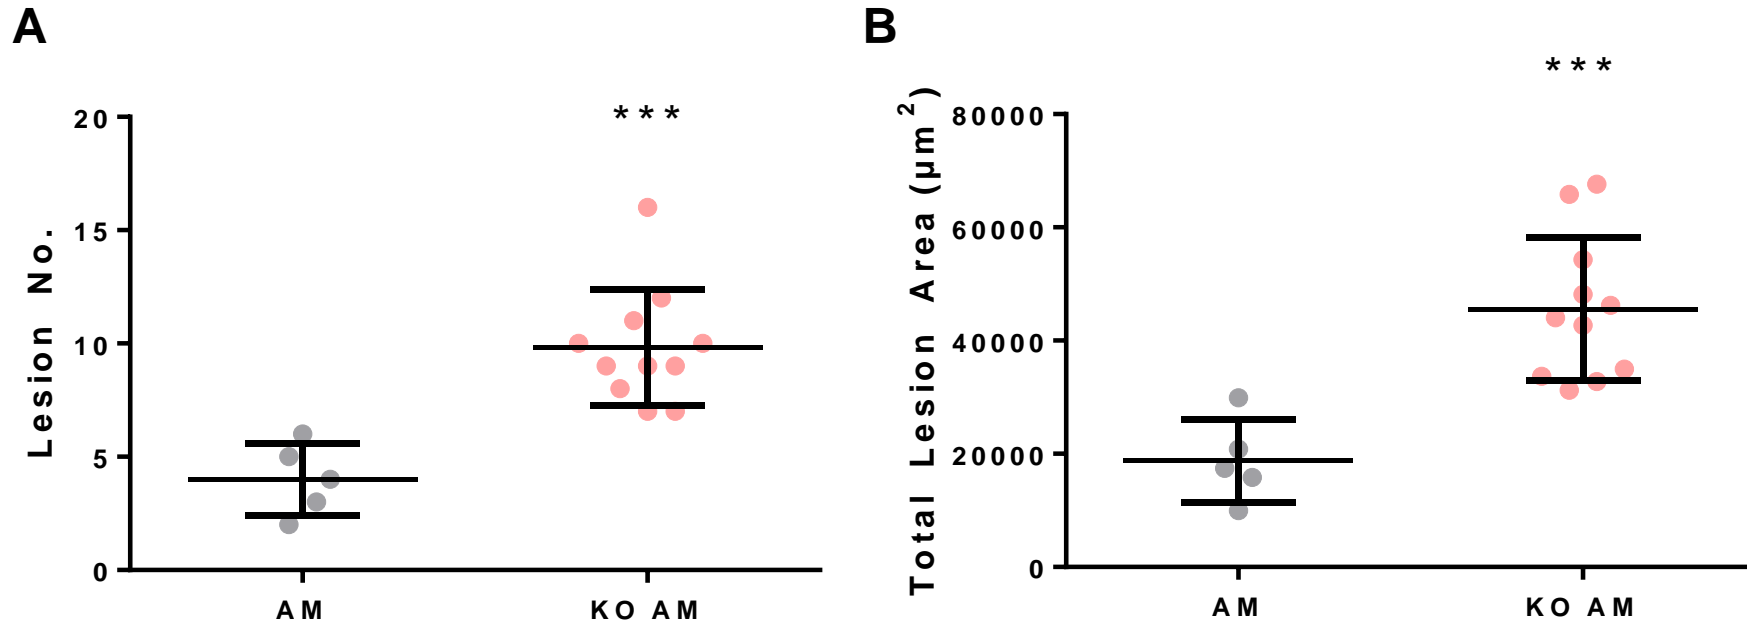 A
***
20
15
10
5
0
Lesion No.
AM
KO AM
B
***
80000
60000
40000
20000
0
Total Lesion Area (µm²)
AM
KO AM